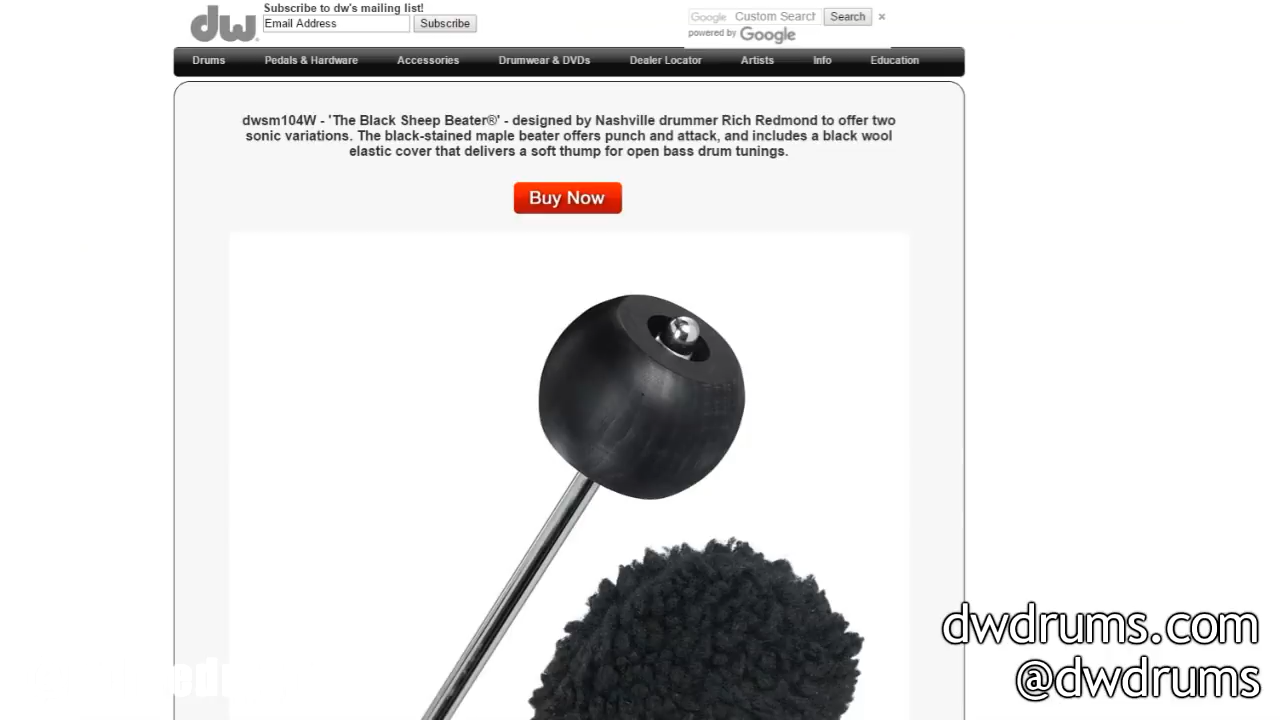 dw
Subscribe to dw's mailing list!
Email Address
Subscribe
Google Custom Search
Search
×
powered by Google
Drums
Pedals & Hardware
Accessories
Drumwear & DVDs
Dealer Locator
Artists
Info
Education
dwsm104W - 'The Black Sheep Beater®' - designed by Nashville drummer Rich Redmond to offer two
sonic variations. The black-stained maple beater offers punch and attack, and includes a black wool
elastic cover that delivers a soft thump for open bass drum tunings.
Buy Now
dwdrums.com
@dwdrums